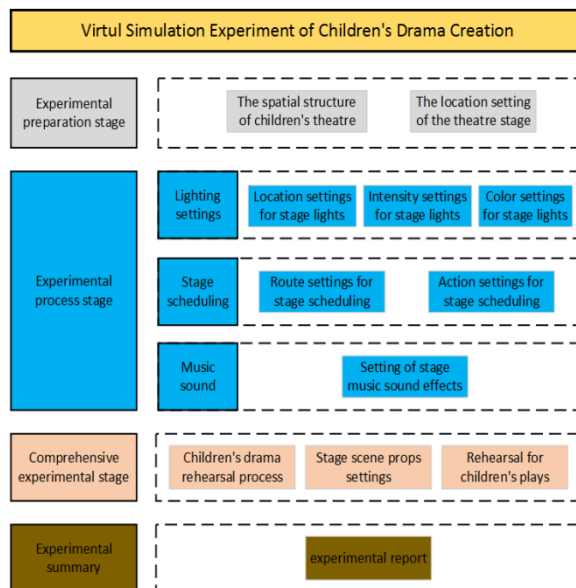 Virtul Simulation Experiment of Children's Drama Creation
Experimental
preparation stage
The spatial structure
of children's theatre
The location setting
of the theatre stage
Experimental
process stage
Lighting
settings
Location settings
for stage lights
Intensity settings
for stage lights
Color settings
for stage lights
Stage
scheduling
Route settings for
stage scheduling
Action settings for
stage scheduling
Music
sound
Setting of stage
music sound effects
Comprehensive
experimental stage
Children's drama
rehearsal process
Stage scene props
settings
Rehearsal for
children's plays
Experimental
summary
experimental report